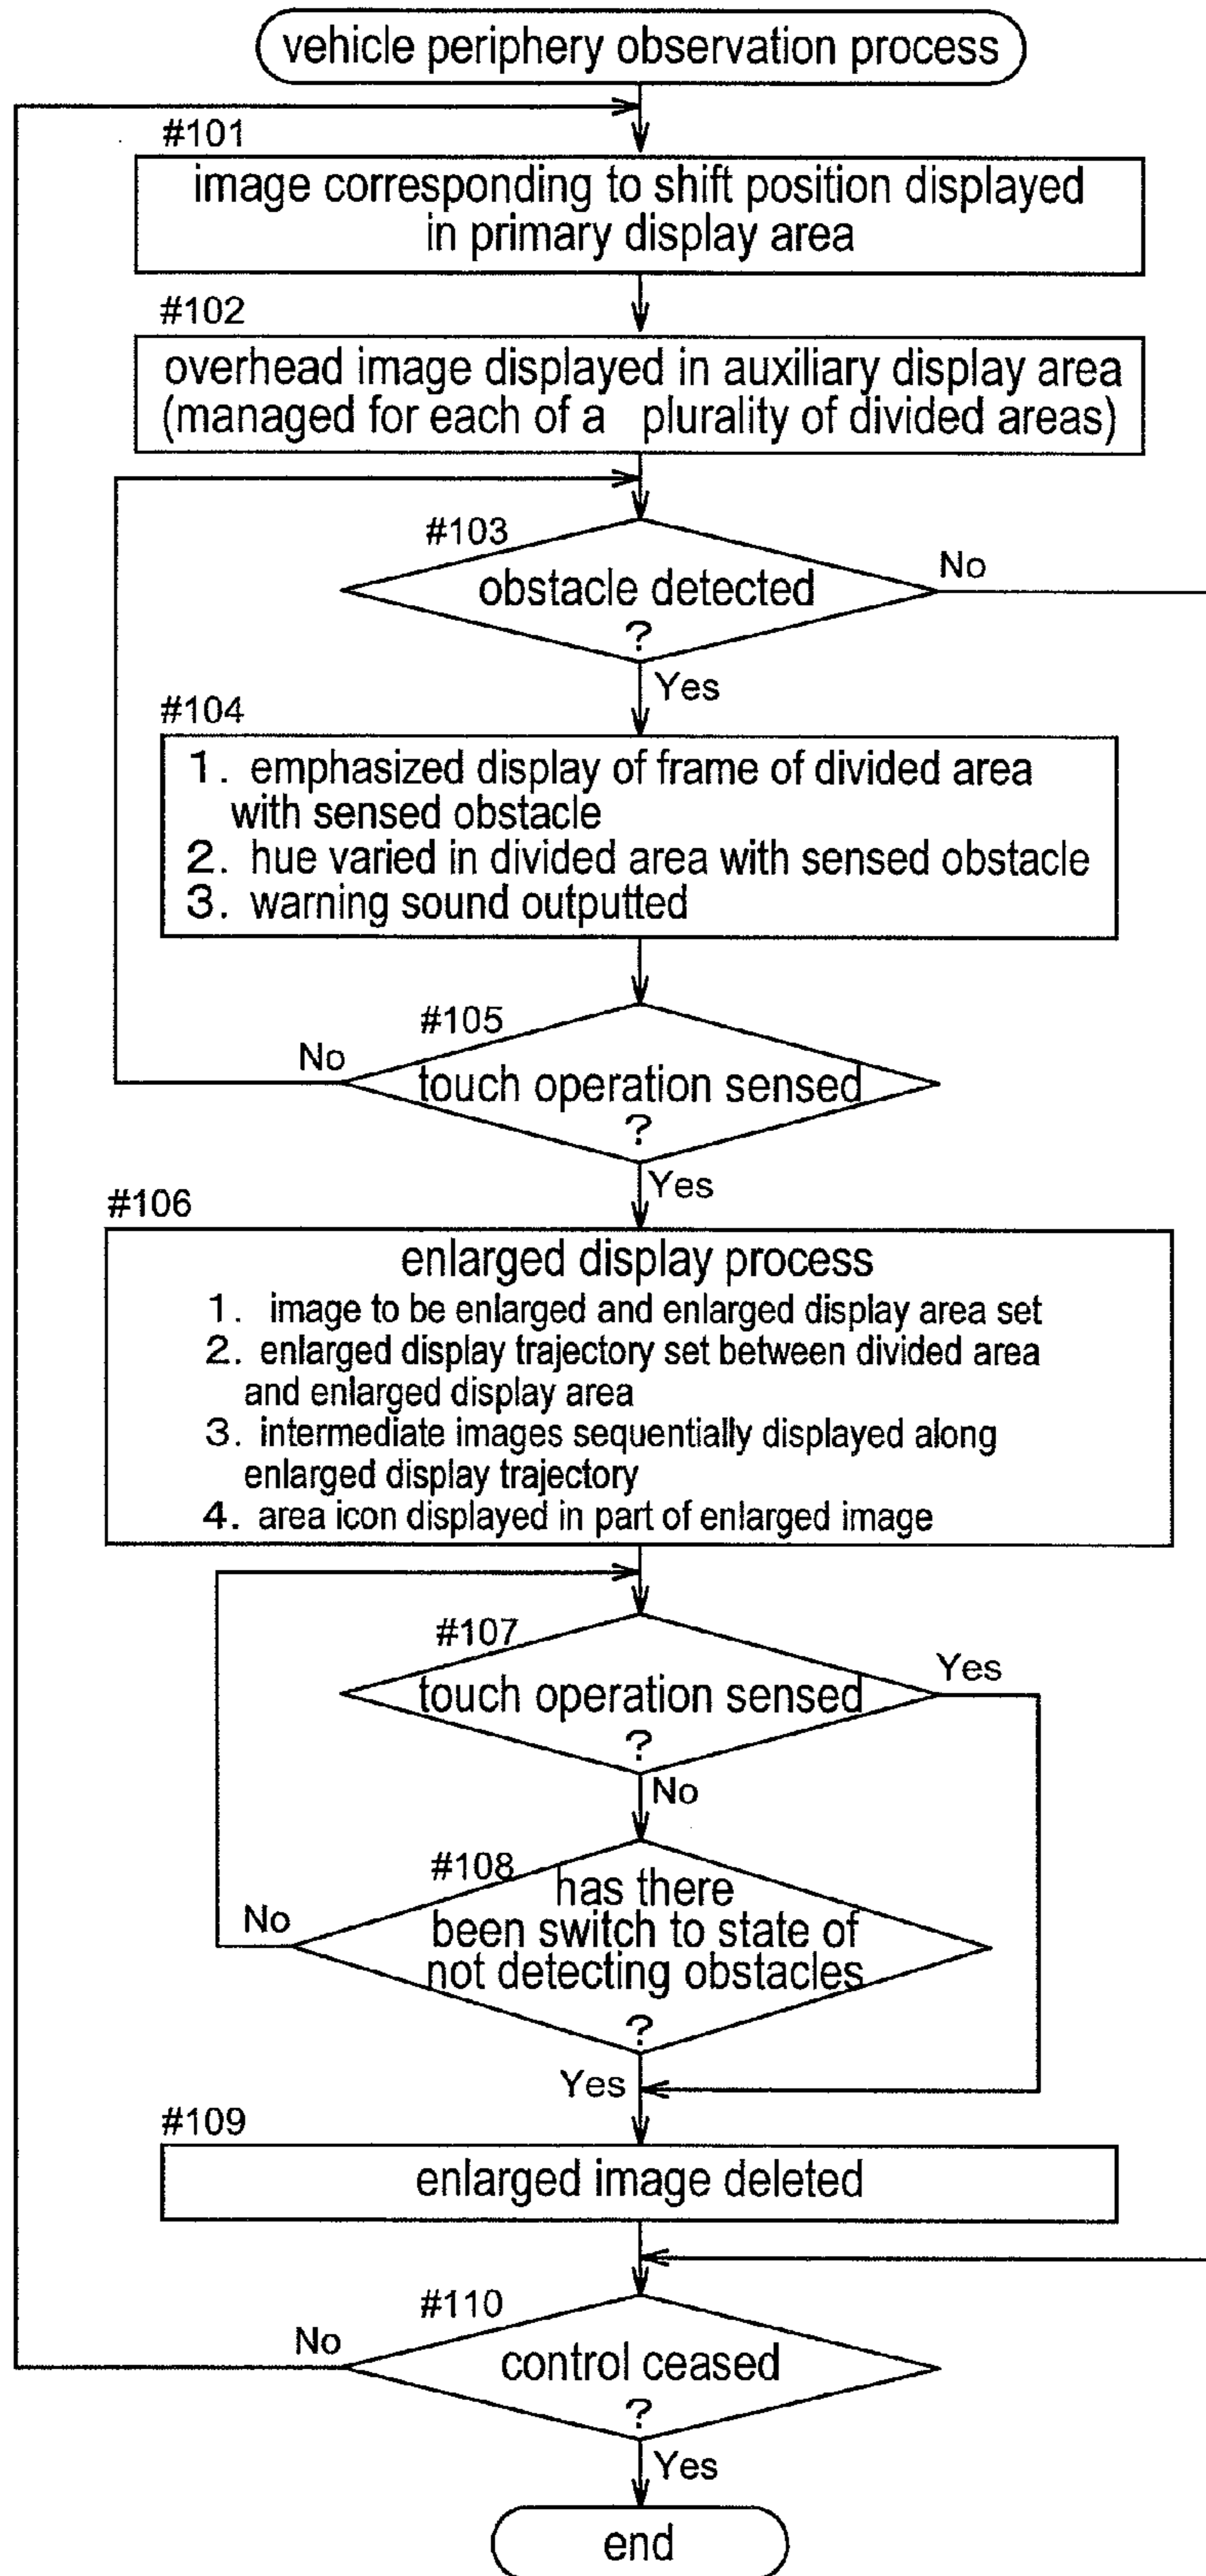 vehicle periphery observation process
#101
image corresponding to shift position displayed
in primary display area
#102
overhead image displayed in auxiliary display area
(managed for each of a plurality of divided areas)
#103
No
obstacle detected
?
Yes
#104
1. emphasized display of frame of divided area
with sensed obstacle
2. hue varied in divided area with sensed obstacle
3. warning sound outputted
#105
No
touch operation sensed
?
Yes
#106
enlarged display process
1. image to be enlarged and enlarged display area set
2. enlarged display trajectory set between divided area
and enlarged display area
3. intermediate images sequentially displayed along
enlarged display trajectory
4. area icon displayed in part of enlarged image
#107
Yes
touch operation sensed
?
No
#108
has there
No
been switch to state of
not detecting obstacles
?
Yes
#109
enlarged image deleted
#110
No
control ceased
?
Yes
end